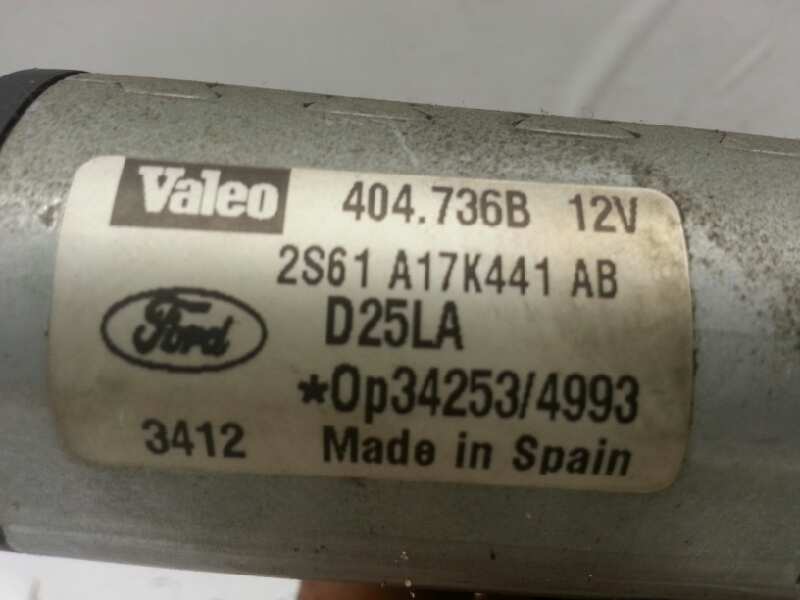 Valeo 404.736B 12V
2S61 A17K441 AB
Ford D25LA
*Op34253/4993
3412 Made in Spain